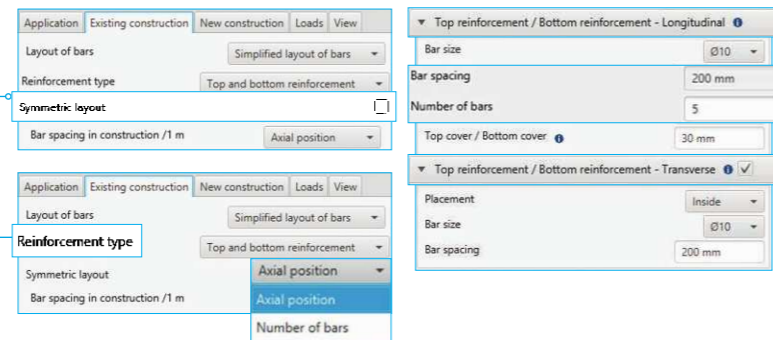 Application Existing construction New construction Loads View
Layout of bars Simplified layout of bars
Reinforcement type Top and bottom reinforcement
Symmetric layout
Bar spacing in construction /1 m Axial position
Application Existing construction New construction Loads View
Layout of bars Simplified layout of bars
Reinforcement type Top and bottom reinforcement
Symmetric layout Axial position
Bar spacing in construction /1 m Axial position
Number of bars
Top reinforcement / Bottom reinforcement - Longitudinal
Bar size Ø10
Bar spacing 200 mm
Number of bars 5
Top cover / Bottom cover 30 mm
Top reinforcement / Bottom reinforcement - Transverse
Placement Inside
Bar size Ø10
Bar spacing 200 mm